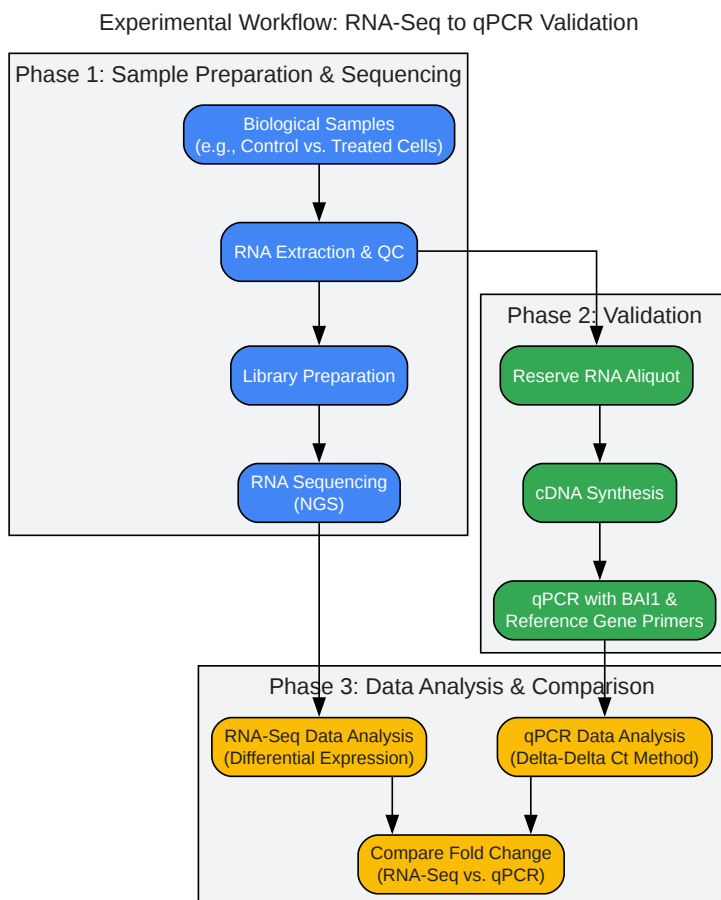 Experimental Workflow: RNA-Seq to qPCR Validation
Phase 1: Sample Preparation & Sequencing
Biological Samples
(e.g., Control vs. Treated Cells)
RNA Extraction & QC
Library Preparation
RNA Sequencing
(NGS)
Phase 2: Validation
Reserve RNA Aliquot
cDNA Synthesis
qPCR with BAI1 &
Reference Gene Primers
Phase 3: Data Analysis & Comparison
RNA-Seq Data Analysis
(Differential Expression)
qPCR Data Analysis
(Delta-Delta Ct Method)
Compare Fold Change
(RNA-Seq vs. qPCR)